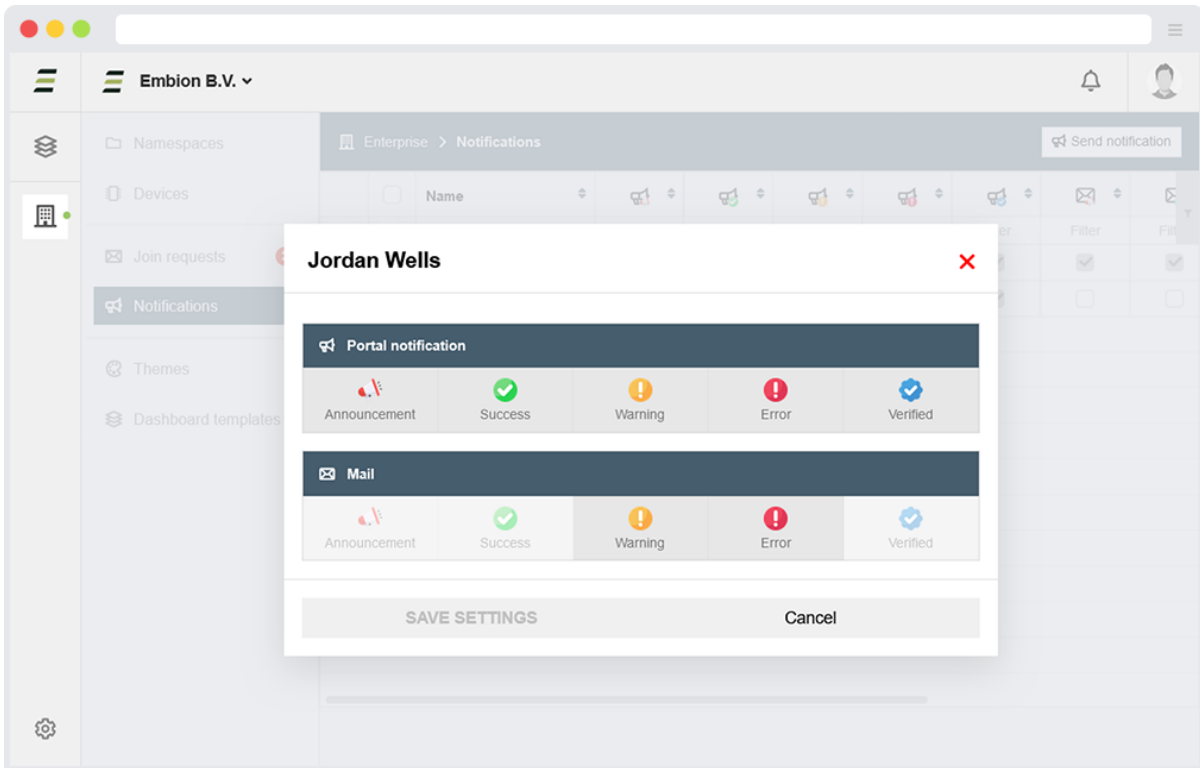 Embion B.V.
Namespaces
Devices
Join requests
Notifications
Themes
Dashboard templates
Enterprise > Notifications
Send notification
Name
Filter
Jordan Wells
Portal notification
Announcement Success Warning Error Verified
Mail
Announcement Success Warning Error Verified
SAVE SETTINGS Cancel